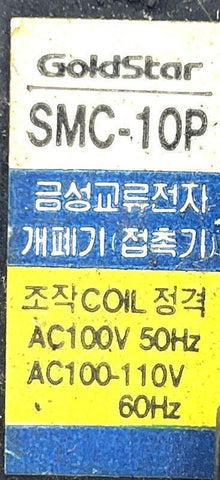 GoldStar
SMC-10P
금성교류전자
개폐기(접촉기)
조작COIL 정격
AC100V 50Hz
AC100-110V
60Hz